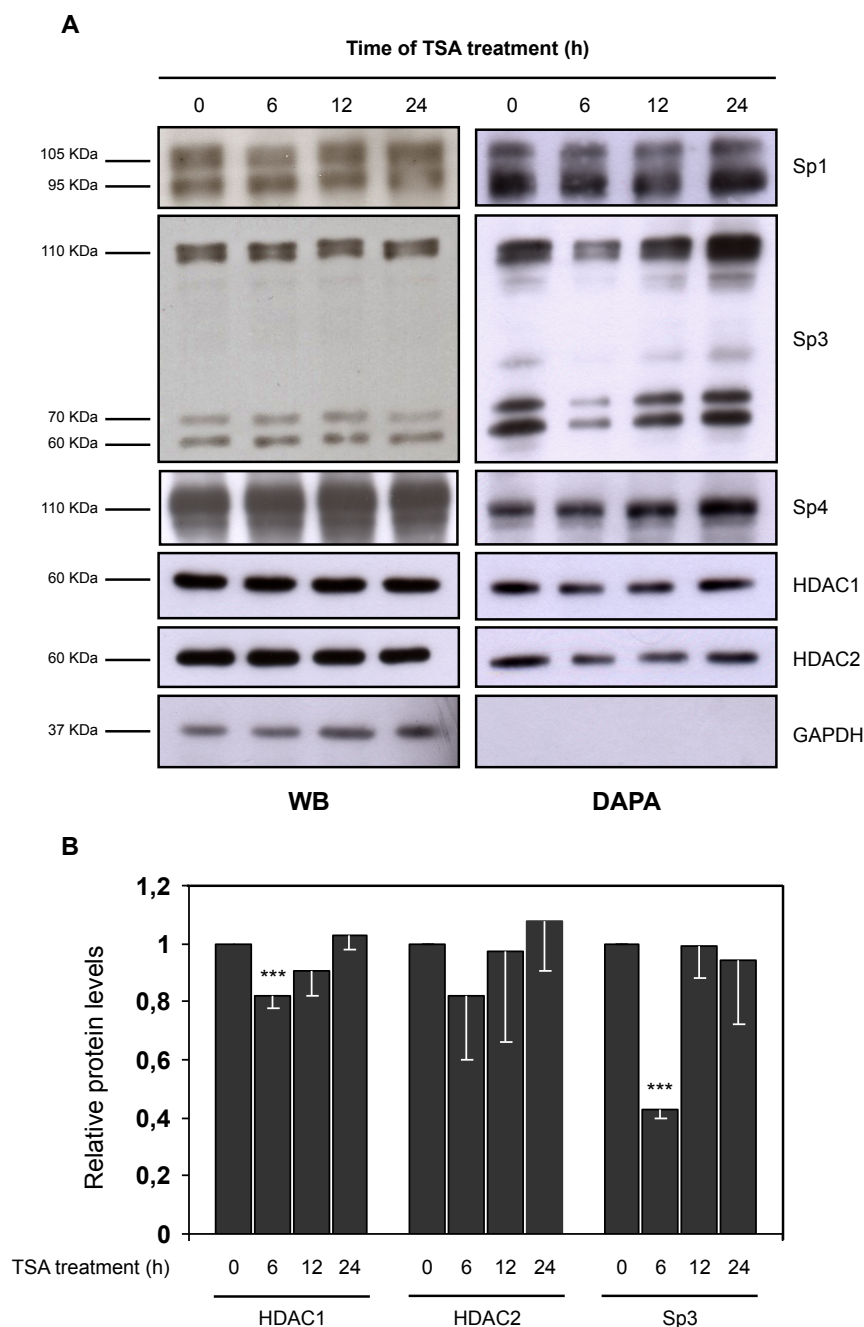 A
Time of TSA treatment (h)
0 6 12 24 0 6 12 24
105 KDa
95 KDa
Sp1
110 KDa
Sp3
70 KDa
60 KDa
110 KDa
Sp4
60 KDa
HDAC1
60 KDa
HDAC2
37 KDa
GAPDH
WB DAPA
B
Relative protein levels
1,2
1
0,8
0,6
0,4
0,2
0
***
***
TSA treatment (h) 0 6 12 24 0 6 12 24 0 6 12 24
HDAC1 HDAC2 Sp3